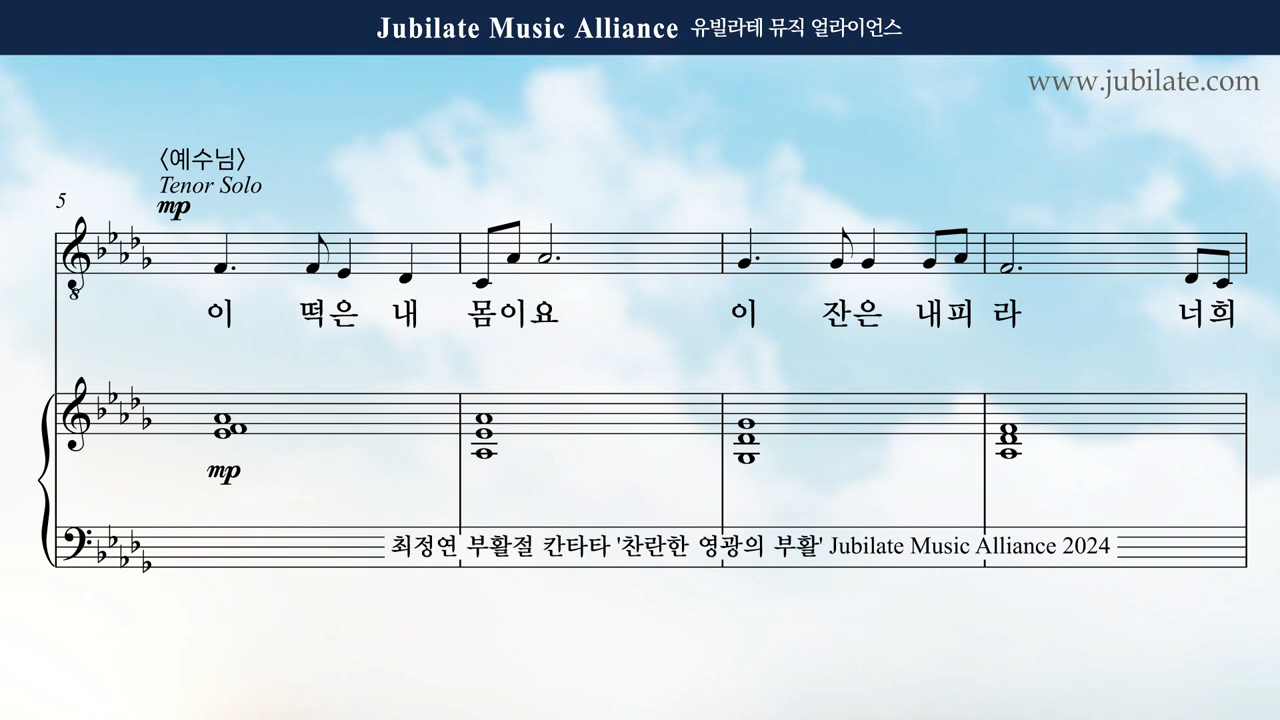 Jubilate Music Alliance 유빌라테 뮤직 얼라이언스
www.jubilate.com
<예수님>
Tenor Solo
mp
5
8
이 떡은 내 몸이요 이 잔은 내피 라 너희
mp
최정연 부활절 칸타타 '찬란한 영광의 부활' Jubilate Music Alliance 2024